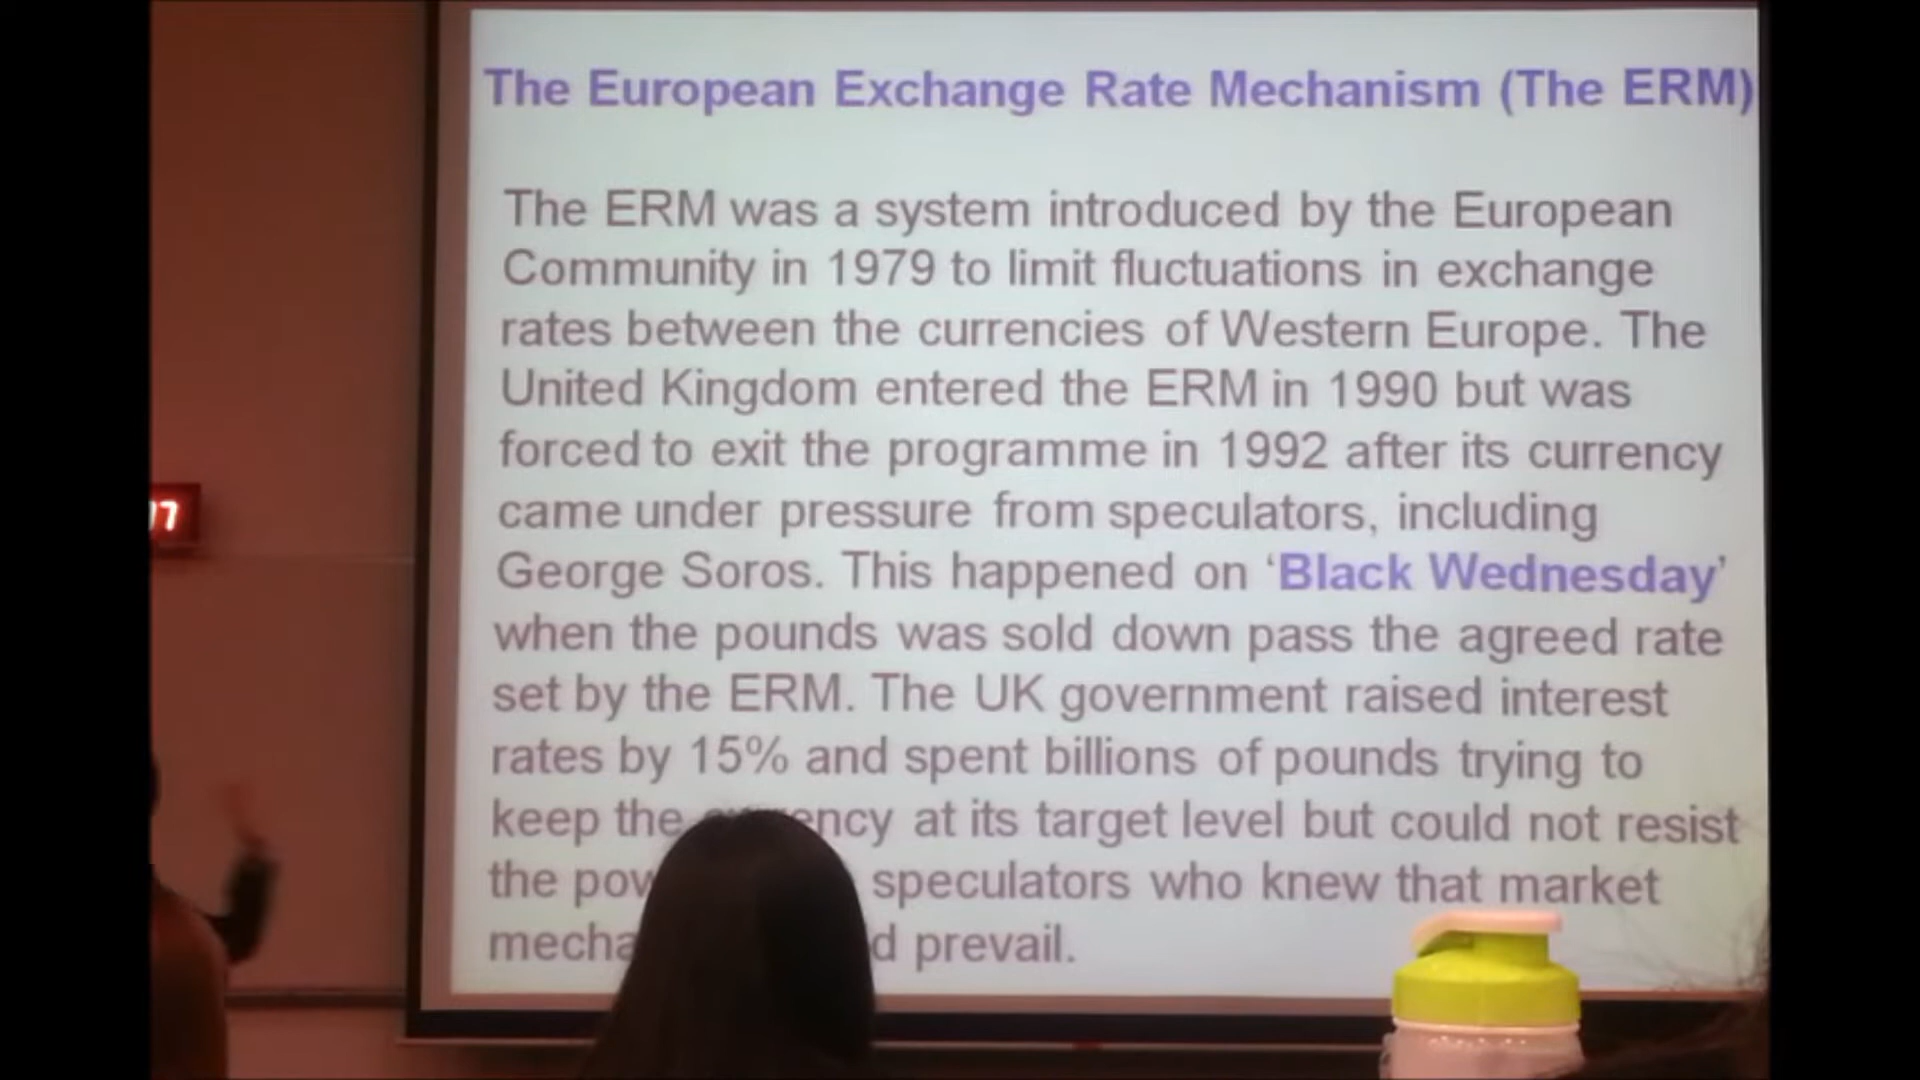 The European Exchange Rate Mechanism (The ERM)
The ERM was a system introduced by the European
Community in 1979 to limit fluctuations in exchange
rates between the currencies of Western Europe. The
United Kingdom entered the ERM in 1990 but was
forced to exit the programme in 1992 after its currency
came under pressure from speculators, including
George Soros. This happened on ‘Black Wednesday’
when the pounds was sold down pass the agreed rate
set by the ERM. The UK government raised interest
rates by 15% and spent billions of pounds trying to
keep the at its target level but could not resist
the speculators who knew that market
prevail.
17